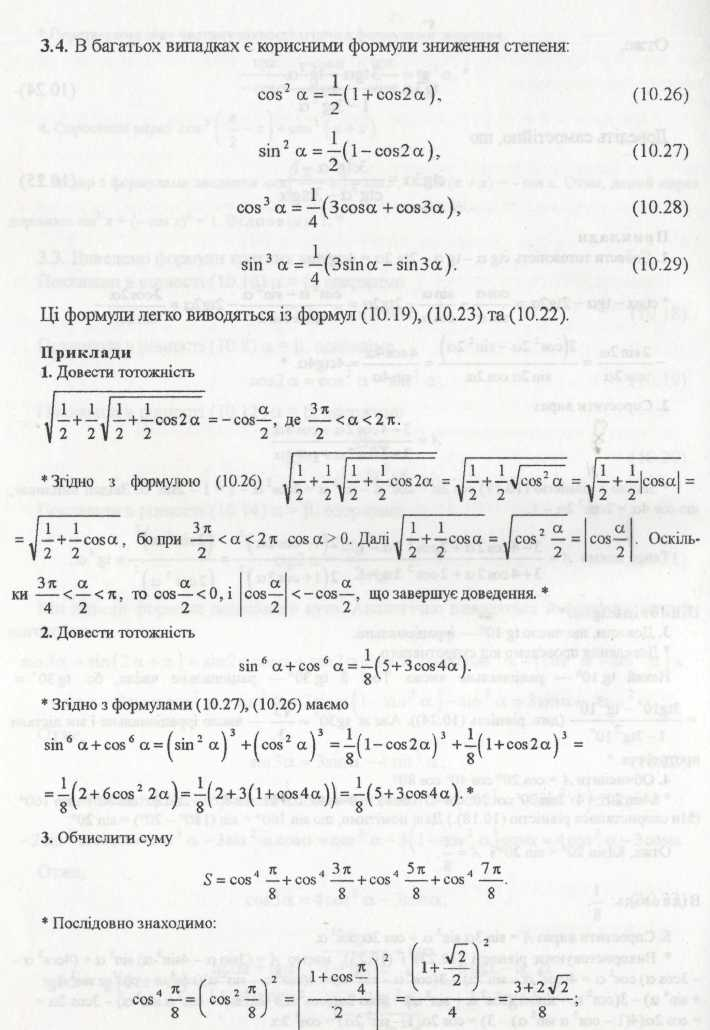 3.4. В багатьох випадках є корисними формули зниження степеня:
cos² α = 1/2 (1 + cos2α), (10.26)
sin² α = 1/2 (1 − cos2α), (10.27)
cos³ α = 1/4 (3cosα + cos3α), (10.28)
sin³ α = 1/4 (3sinα − sin3α). (10.29)
Ці формули легко виводяться із формул (10.19), (10.23) та (10.22).
Приклади
1. Довести тотожність
√(1/2 + 1/2 √(1/2 + 1/2 cos2α)) = −cos α/2, де 3π/2 < α < 2π.
* Згідно з формулою (10.26) √(1/2 + 1/2 √(1/2 + 1/2 cos2α)) = √(1/2 + 1/2 √(cos² α)) = √(1/2 + 1/2 |cosα|) =
= √(1/2 + 1/2 cosα), бо при 3π/2 < α < 2π cosα > 0. Далі √(1/2 + 1/2 cosα) = √(cos² α/2) = |cos α/2|. Оскіль-
ки 3π/4 < α/2 < π, то cos α/2 < 0, і |cos α/2| < −cos α/2, що завершує доведення. *
2. Довести тотожність
sin⁶ α + cos⁶ α = 1/8 (5 + 3cos4α).
* Згідно з формулами (10.27), (10.26) маємо
sin⁶ α + cos⁶ α = (sin² α)³ + (cos² α)³ = 1/8 (1 − cos2α)³ + 1/8 (1 + cos2α)³ =
= 1/8 (2 + 6cos² 2α) = 1/8 (2 + 3(1 + cos4α)) = 1/8 (5 + 3cos4α). *
3. Обчислити суму
S = cos⁴ π/8 + cos⁴ 3π/8 + cos⁴ 5π/8 + cos⁴ 7π/8.
* Послідовно знаходимо:
cos⁴ π/8 = (cos² π/8)² = ((1 + cos π/4)/2)² = (1 + √2/2)²/4 = (3 + 2√2)/8;